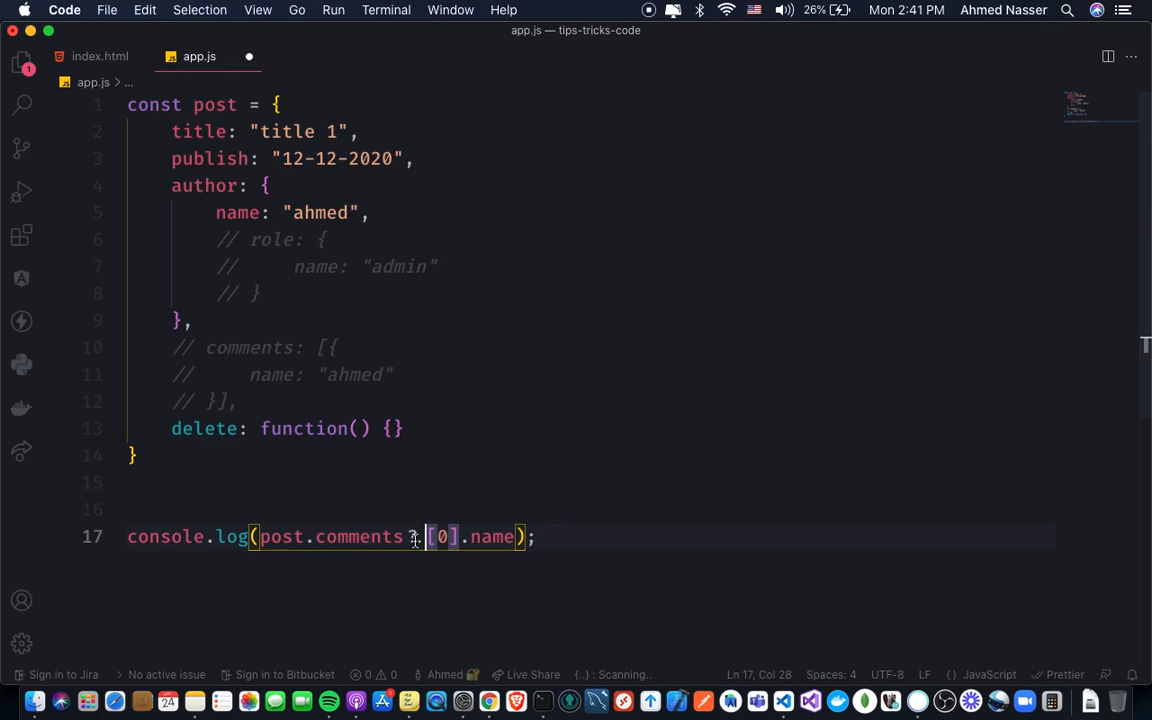 Code File Edit Selection View Go Run Terminal Window Help 26% Mon 2:41 PM Ahmed Nasser
app.js — tips-tricks-code
index.html app.js
app.js > ...
1 const post = {
2 title: "title 1",
3 publish: "12-12-2020",
4 author: {
5 name: "ahmed",
6 // role: {
7 // name: "admin"
8 // }
9 },
10 // comments: [{
11 // name: "ahmed"
12 // }],
13 delete: function() {}
14 }
15
16
17 console.log(post.comments ?.[0].name);
Sign in to Jira No active issue Sign in to Bitbucket 0 0 Ahmed Live Share {..} : Scanning.. Ln 17, Col 28 Spaces: 4 UTF-8 LF {} JavaScript Prettier